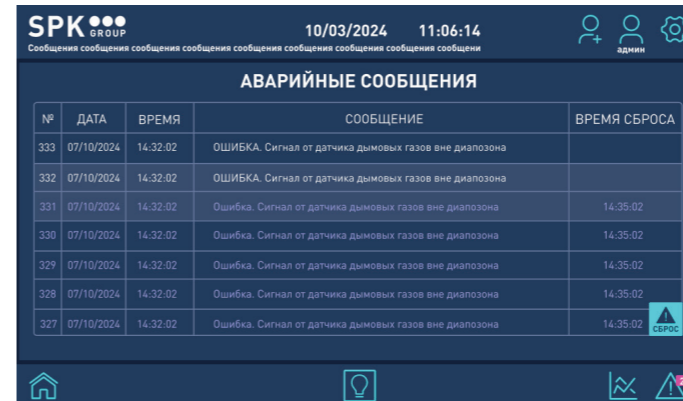 SPK GROUP 10/03/2024 11:06:14
Сообщения сообщения сообщения сообщения сообщения сообщения сообщения сообщения сообщени
админ
АВАРИЙНЫЕ СООБЩЕНИЯ
№ ДАТА ВРЕМЯ СООБЩЕНИЕ ВРЕМЯ СБРОСА
333 07/10/2024 14:32:02 ОШИБКА. Сигнал от датчика дымовых газов вне диапозона
332 07/10/2024 14:32:02 ОШИБКА. Сигнал от датчика дымовых газов вне диапозона
331 07/10/2024 14:32:02 Ошибка. Сигнал от датчика дымовых газов вне диапозона 14:35:02
330 07/10/2024 14:32:02 Ошибка. Сигнал от датчика дымовых газов вне диапозона 14:35:02
329 07/10/2024 14:32:02 Ошибка. Сигнал от датчика дымовых газов вне диапозона 14:35:02
328 07/10/2024 14:32:02 Ошибка. Сигнал от датчика дымовых газов вне диапозона 14:35:02
327 07/10/2024 14:32:02 Ошибка. Сигнал от датчика дымовых газов вне диапозона 14:35:02
СБРОС